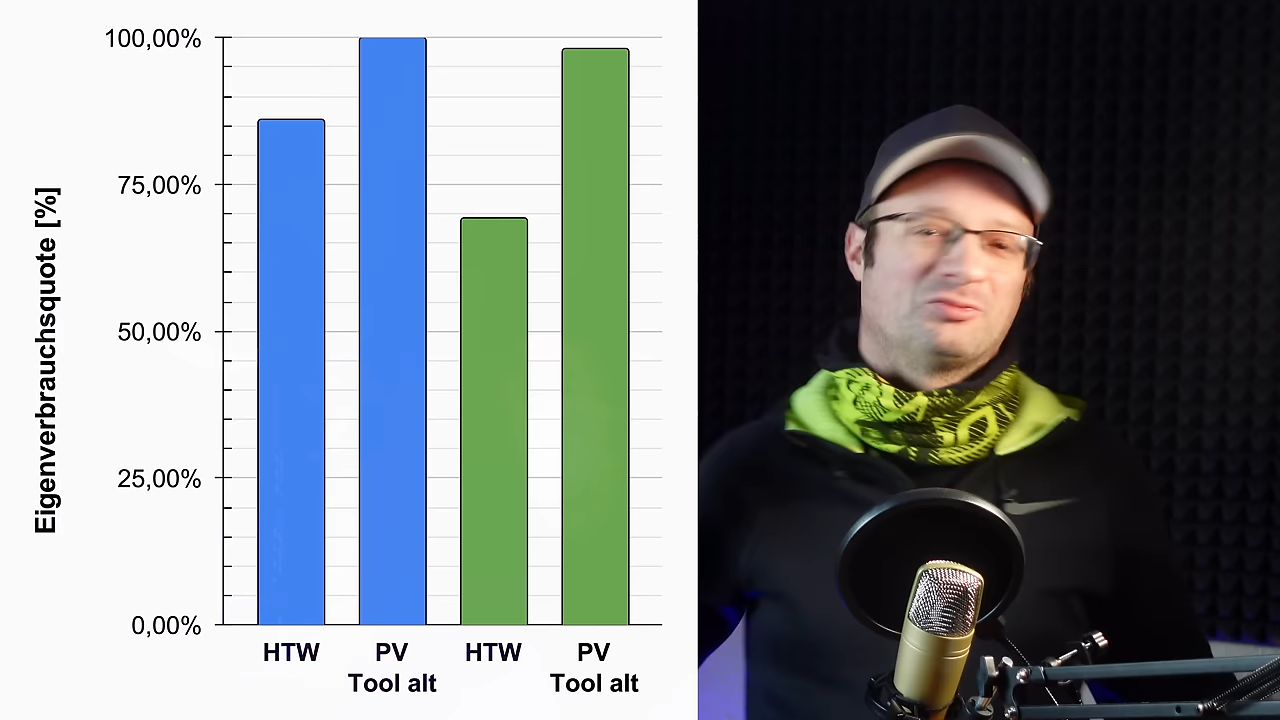 100,00%
75,00%
50,00%
25,00%
0,00%
Eigenverbrauchsquote [%]
HTW
PV
Tool alt
HTW
PV
Tool alt